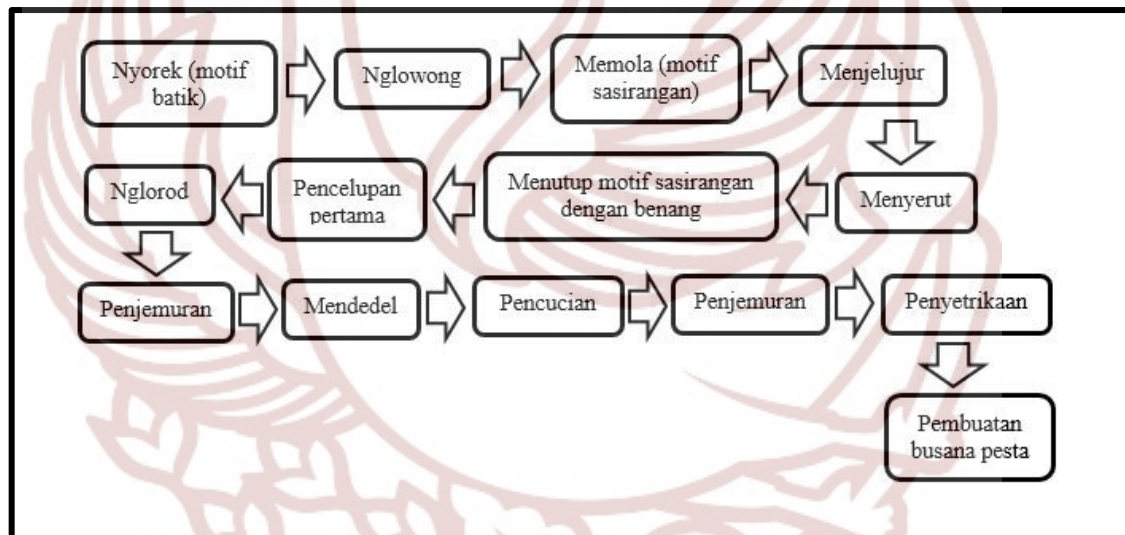 Nyorek (motif
batik)
Nglowong
Memola (motif
sasirangan)
Menjelujur
Menyerut
Menutup motif sasirangan
dengan benang
Pencelupan
pertama
Nglorod
Penjemuran
Mendedel
Pencucian
Penjemuran
Penyetrikaan
Pembuatan
busana pesta